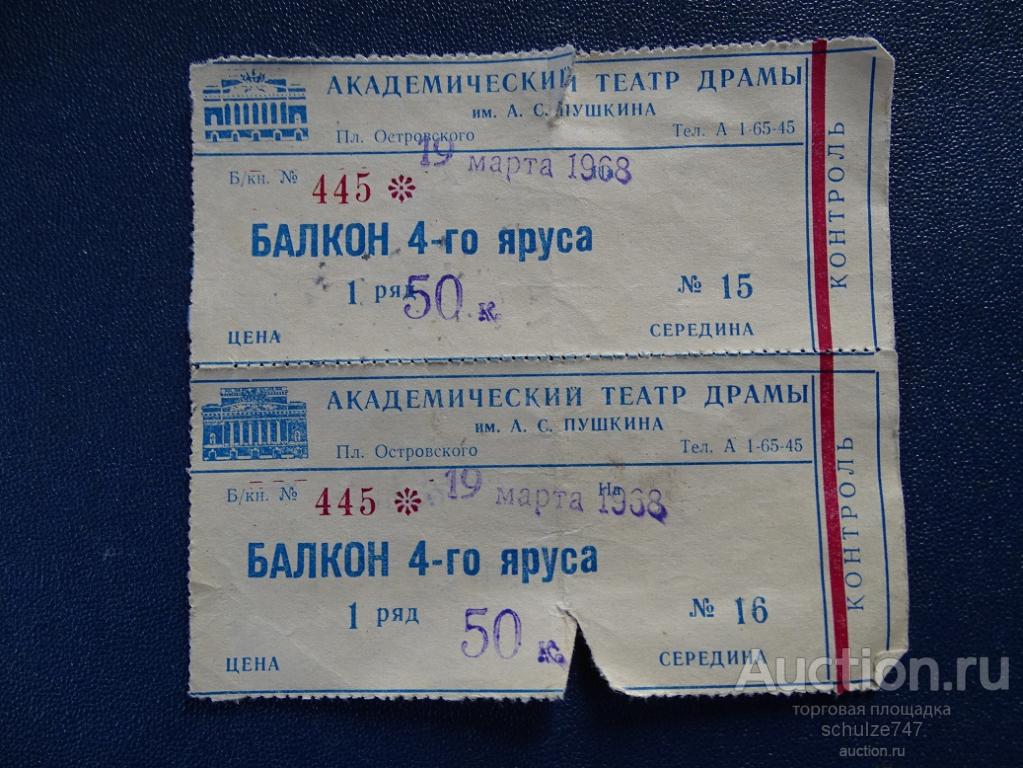 АКАДЕМИЧЕСКИЙ ТЕАТР ДРАМЫ
им. А. С. ПУШКИНА
Пл. Островского Тел. А 1-65-45
19 марта 1968
Б/кн. № 445
БАЛКОН 4-го яруса
1 ряд № 15
50 к.
ЦЕНА СЕРЕДИНА
КОНТРОЛЬ
АКАДЕМИЧЕСКИЙ ТЕАТР ДРАМЫ
им. А. С. ПУШКИНА
Пл. Островского Тел. А 1-65-45
19 марта 1968
Б/кн. № 445 На
БАЛКОН 4-го яруса
1 ряд № 16
50 к.
ЦЕНА СЕРЕДИНА
КОНТРОЛЬ
Auction.ru
торговая площадка
schulze747
auction.ru